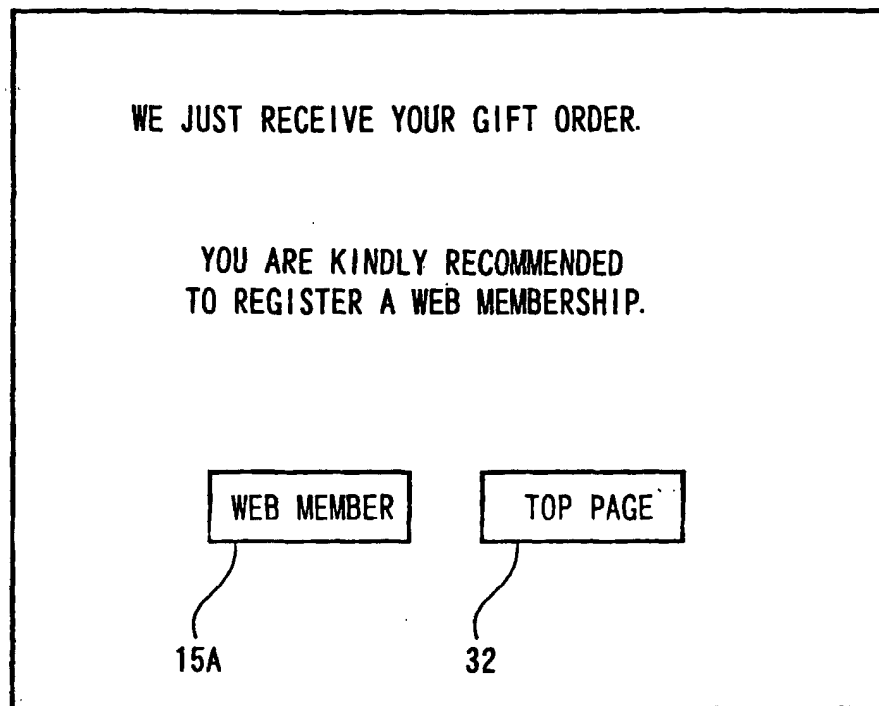 WE JUST RECEIVE YOUR GIFT ORDER.
YOU ARE KINDLY RECOMMENDED
TO REGISTER A WEB MEMBERSHIP.
WEB MEMBER TOP PAGE
15A 32